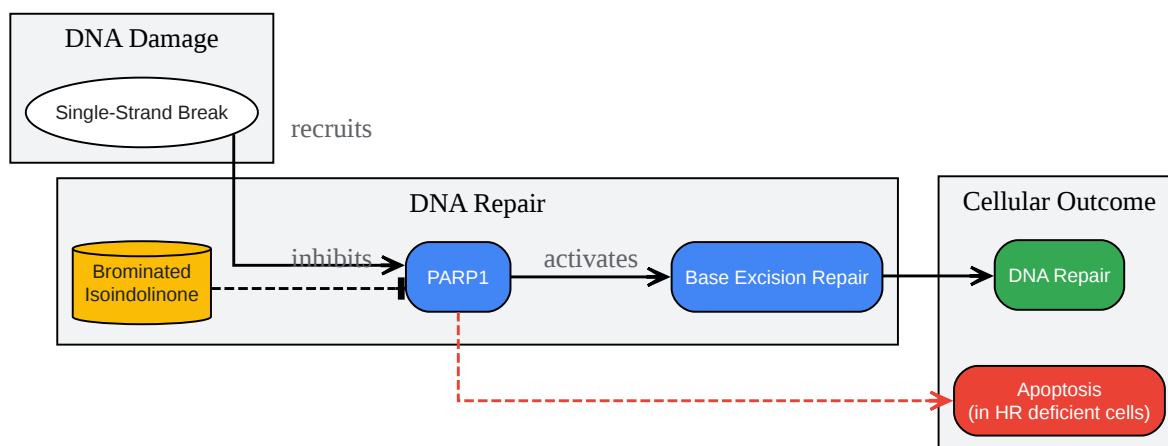 DNA Damage
Single-Strand Break
recruits
DNA Repair
Cellular Outcome
Brominated
Isoindolinone
inhibits
PARP1
activates
Base Excision Repair
DNA Repair
Apoptosis
(in HR deficient cells)